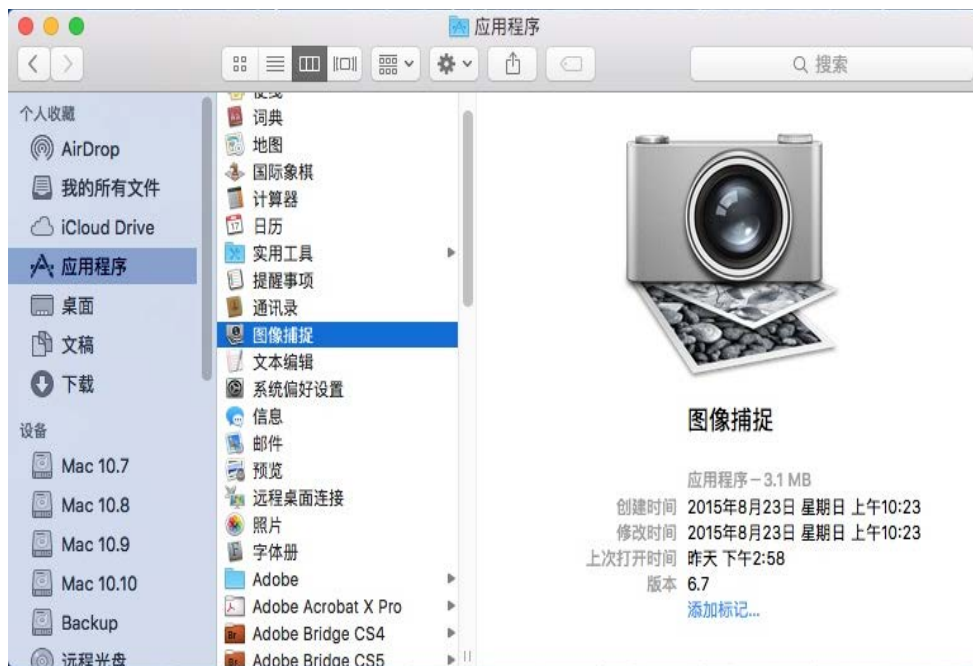 应用程序
搜索
个人收藏
AirDrop
我的所有文件
iCloud Drive
应用程序
桌面
文稿
下载
设备
Mac 10.7
Mac 10.8
Mac 10.9
Mac 10.10
Backup
远程光盘
词典
地图
国际象棋
计算器
日历
实用工具
提醒事项
通讯录
图像捕捉
文本编辑
系统偏好设置
信息
邮件
预览
远程桌面连接
照片
字体册
Adobe
Adobe Acrobat X Pro
Adobe Bridge CS4
Adobe Bridge CS5
图像捕捉
应用程序 – 3.1 MB
创建时间 2015年8月23日 星期日 上午10:23
修改时间 2015年8月23日 星期日 上午10:23
上次打开时间 昨天 下午2:58
版本 6.7
添加标记...